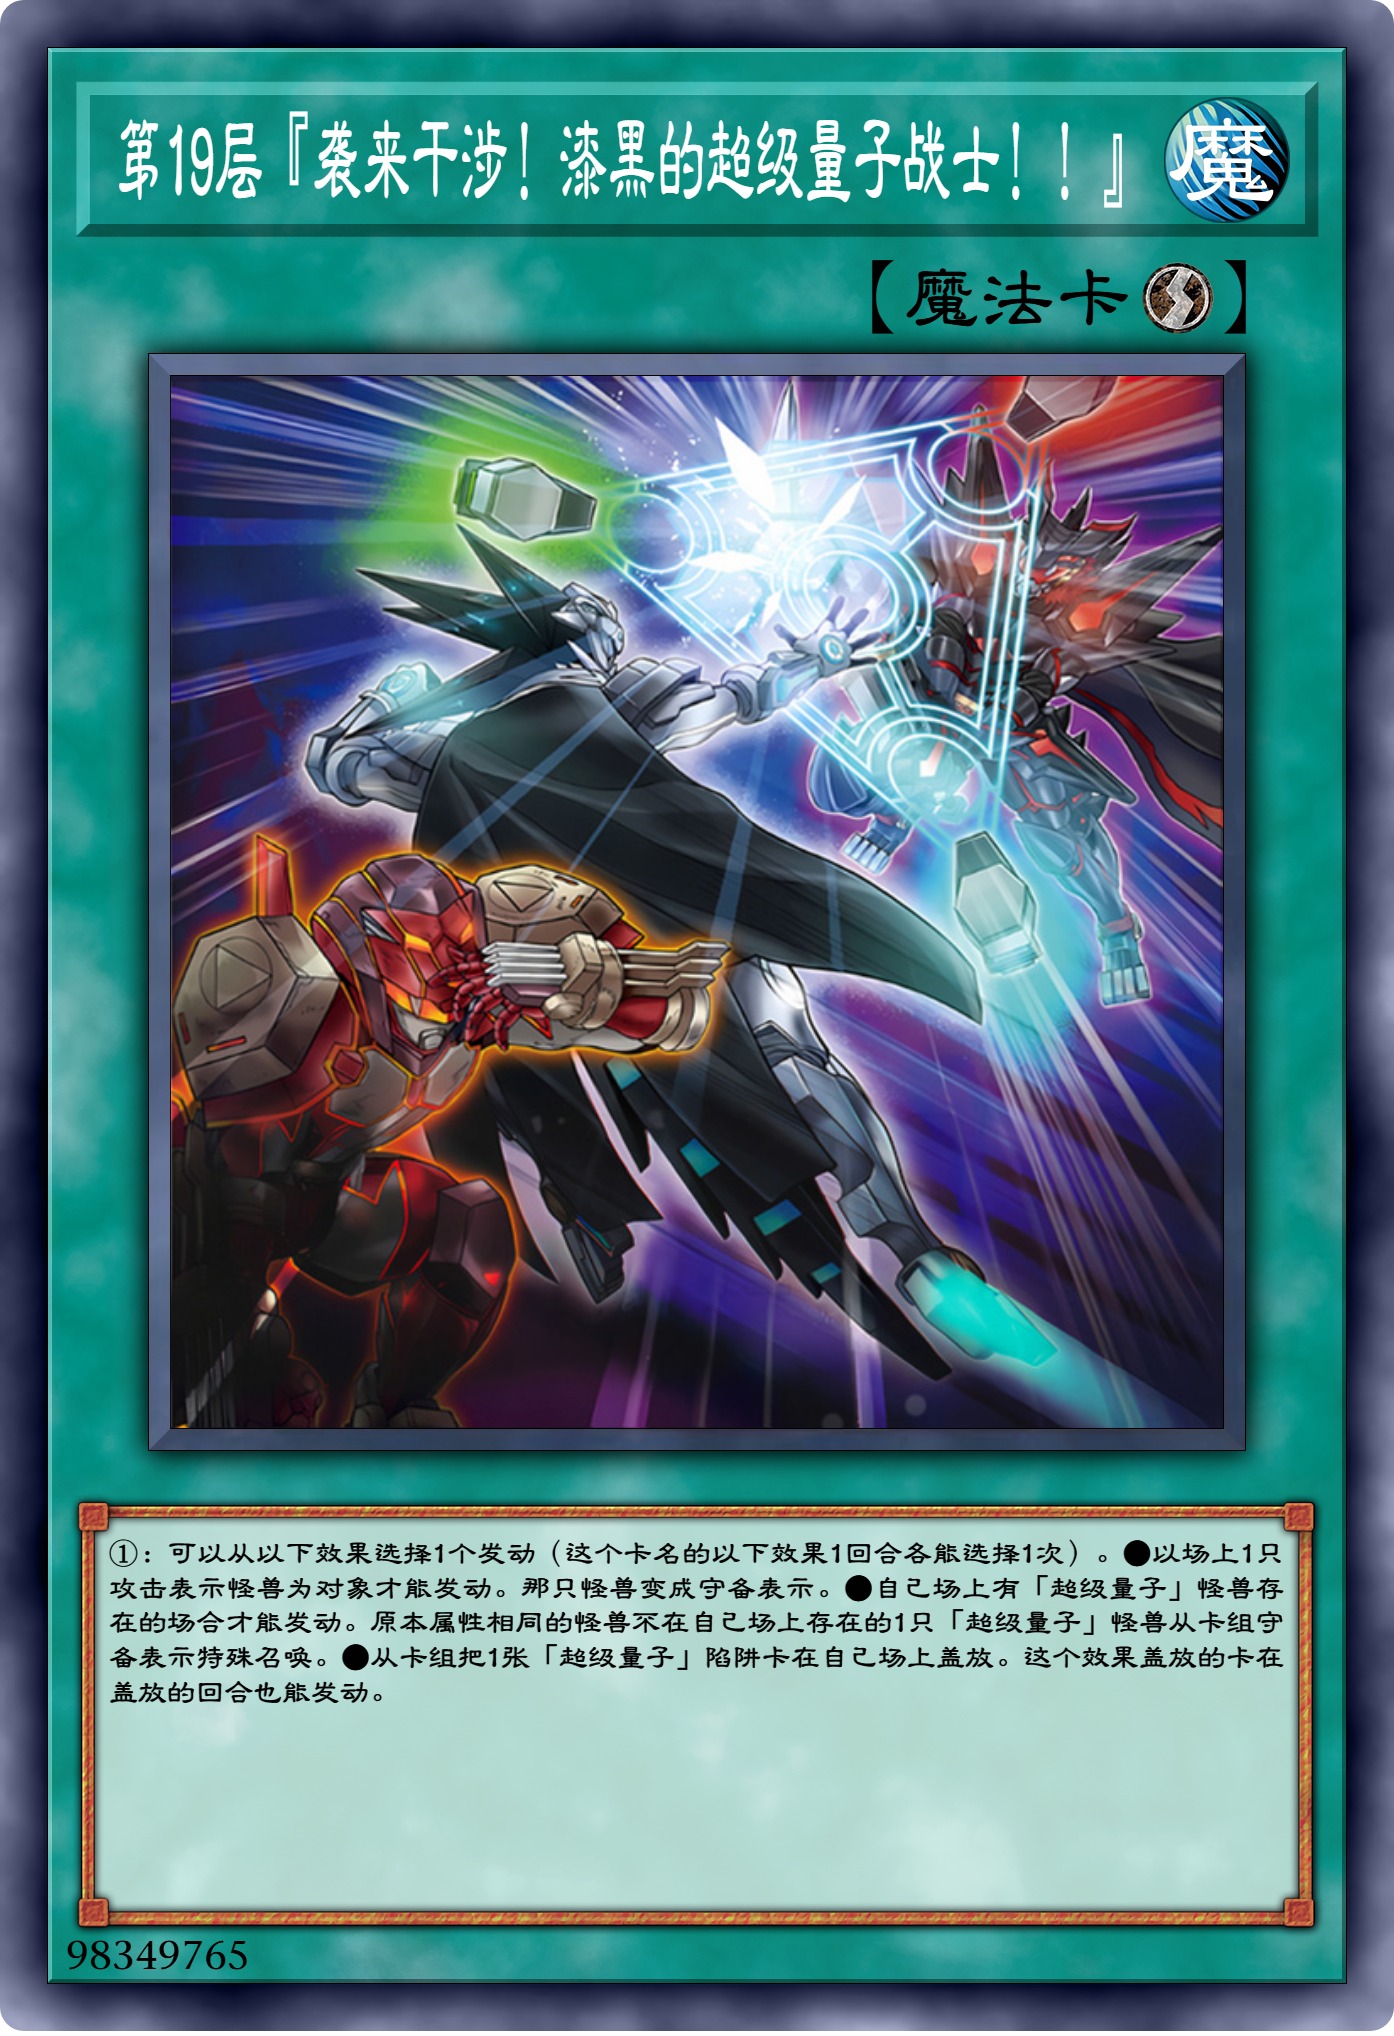 第19层『袭来干涉！漆黑的超级量子战士！！』
魔
【魔法卡】
①：可以从以下效果选择1个发动（这个卡名的以下效果1回合各能选择1次）。●以场上1只
攻击表示怪兽为对象才能发动。那只怪兽变成守备表示。●自己场上有「超级量子」怪兽存
在的场合才能发动。原本属性相同的怪兽不在自己场上存在的1只「超级量子」怪兽从卡组守
备表示特殊召唤。●从卡组把1张「超级量子」陷阱卡在自己场上盖放。这个效果盖放的卡在
盖放的回合也能发动。
98349765